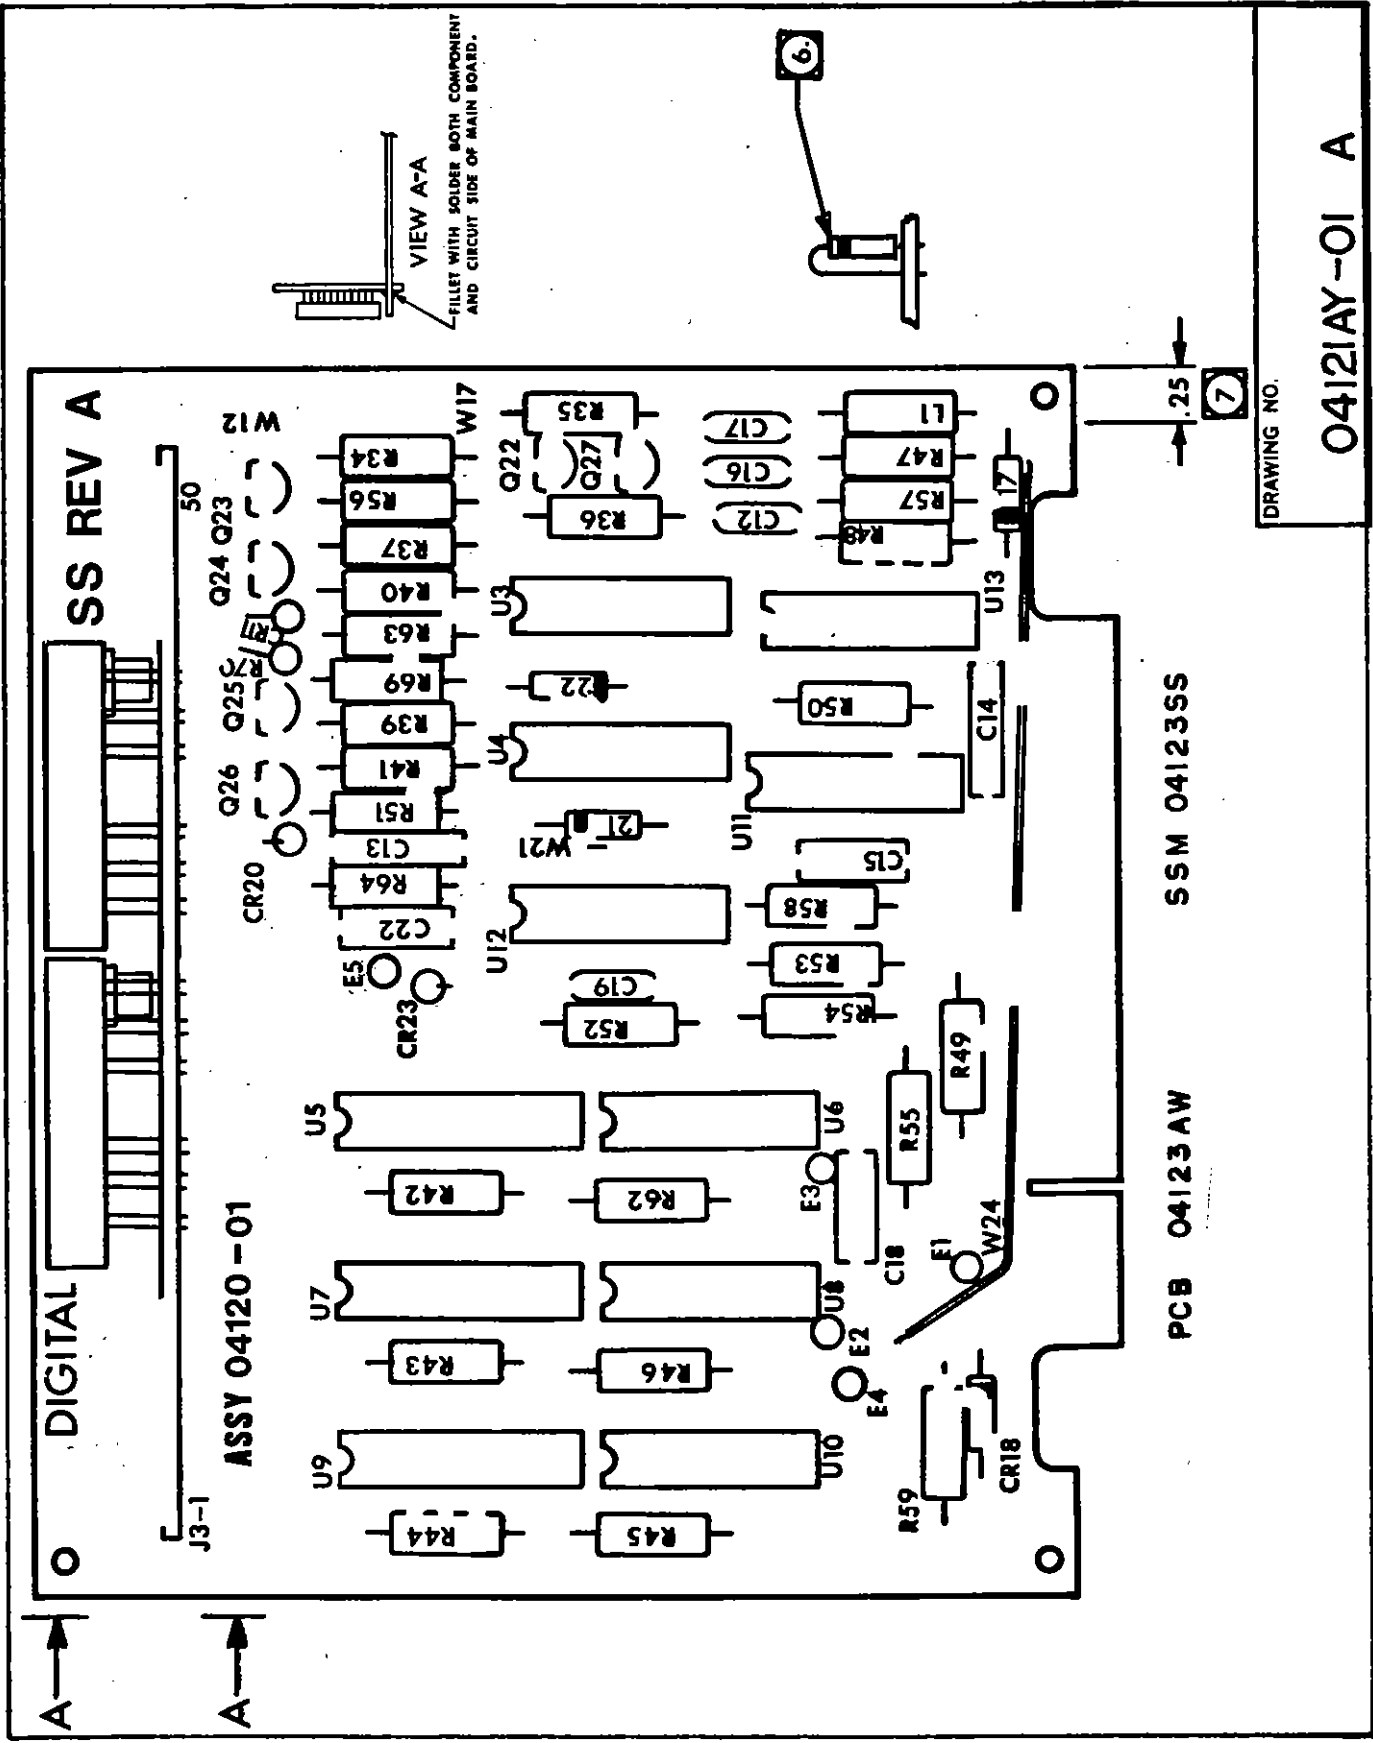 DIGITAL
SS REV A
J3-1
50
ASSY 04120-01
A
A
W12
Q23
Q24
Q25
Q26
CR20
E5
CR23
R34
R56
R37
R40
R63
R69
R39
R41
R51
C13
R64
C22
W17
Q22
Q27
R35
R36
C17
C16
C12
L1
R47
R57
R48
17
U13
U3
22
U4
W21
21
U11
R50
C14
C15
R58
R53
R54
U12
C19
R52
R49
R55
U5
U6
R42
R62
E3
C18
U7
U8
R43
R46
E2
E1
W24
E4
U9
U10
R44
R45
R59
CR18
VIEW A-A
FILLET WITH SOLDER BOTH COMPONENT
AND CIRCUIT SIDE OF MAIN BOARD.
6.
.25
7
PCB 04123AW
SSM 04123SS
DRAWING NO.
04121AY-01 A